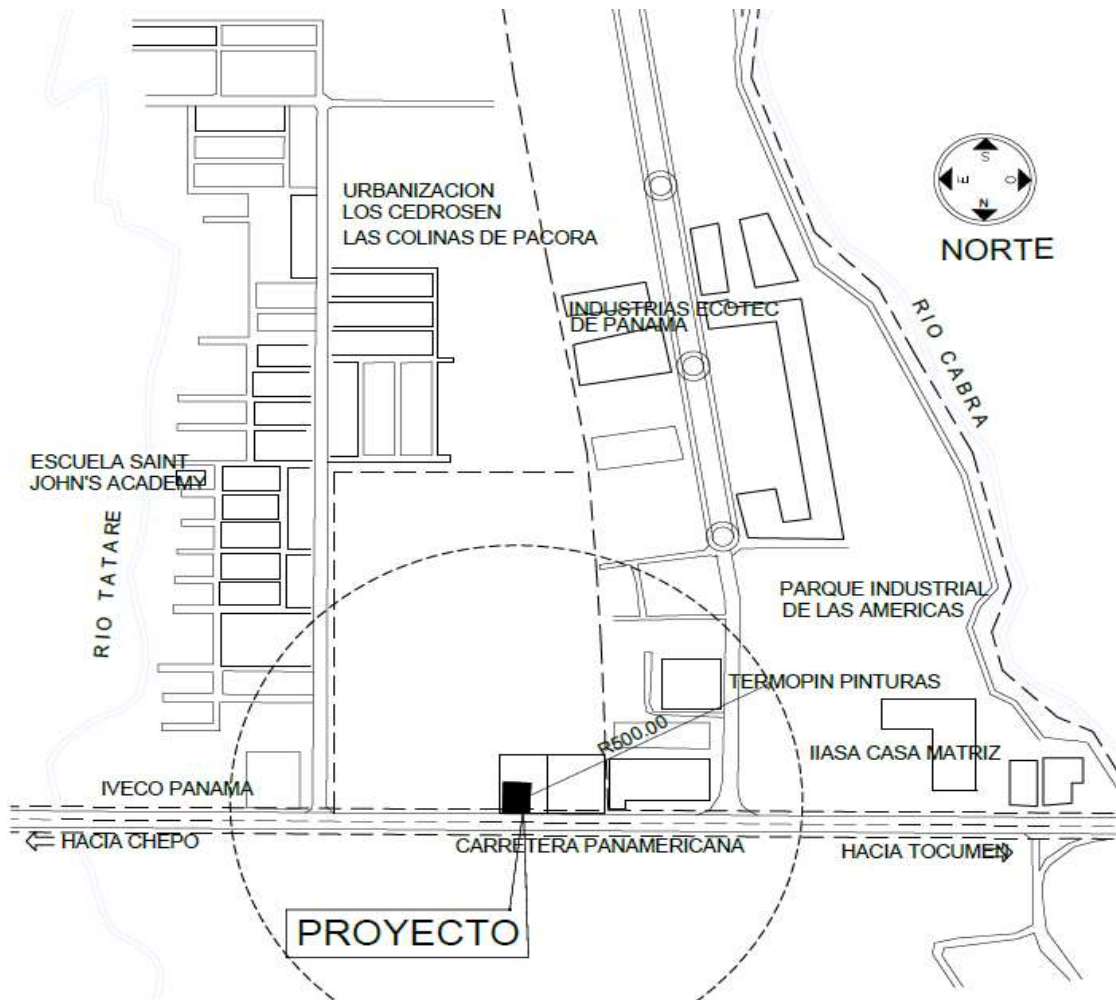 URBANIZACION
LOS CEDROSEN
LAS COLINAS DE PACORA
S
E
O
N
NORTE
INDUSTRIAS ECOTEC
DE PANAMA
RIO CABRA
ESCUELA SAINT
JOHN'S ACADEMY
RIO TATARE
PARQUE INDUSTRIAL
DE LAS AMERICAS
TERMOPIN PINTURAS
R500.00
IIASA CASA MATRIZ
IVECO PANAMA
HACIA CHEPO
CARRETERA PANAMERICANA
HACIA TOCUMEN
PROYECTO